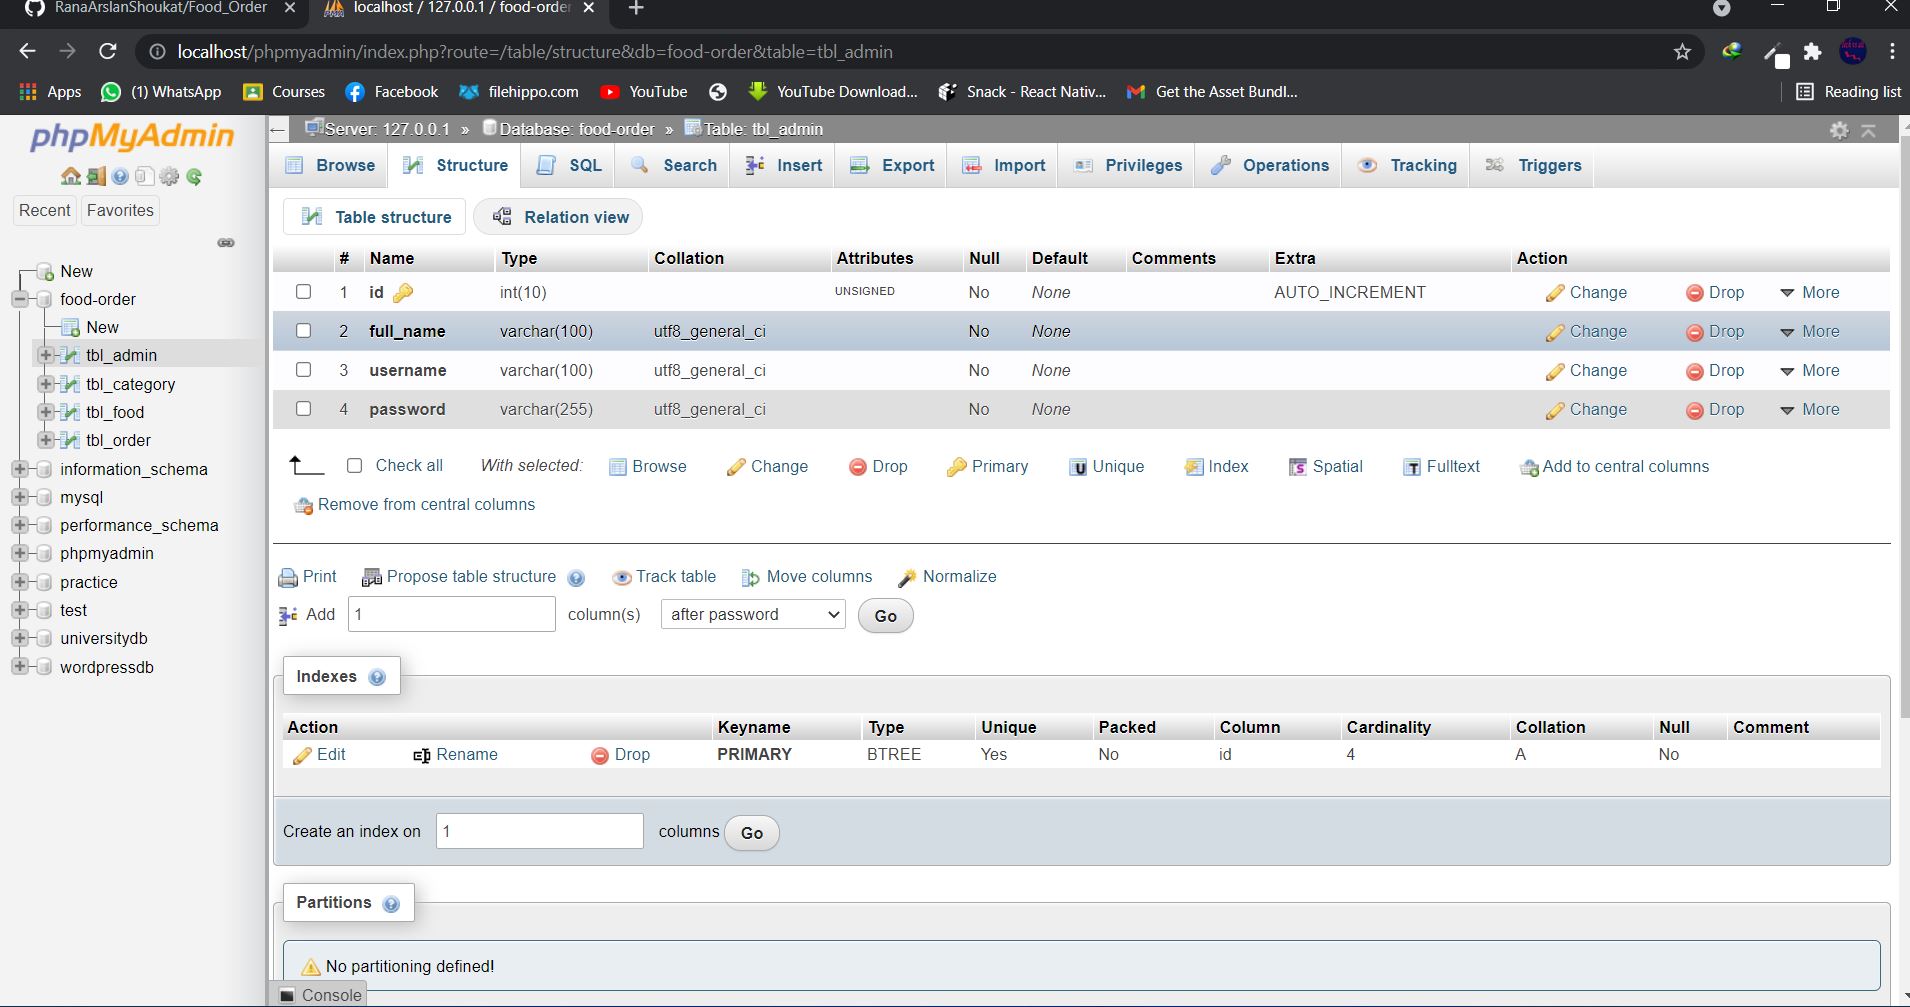 RanaArslanShoukat/Food_Order
localhost / 127.0.0.1 / food-order
localhost/phpmyadmin/index.php?route=/table/structure&db=food-order&table=tbl_admin
Apps (1) WhatsApp Courses Facebook filehippo.com YouTube YouTube Download... Snack - React Nativ... Get the Asset Bundl... Reading list
phpMyAdmin
Recent Favorites
New
food-order
New
tbl_admin
tbl_category
tbl_food
tbl_order
information_schema
mysql
performance_schema
phpmyadmin
practice
test
universitydb
wordpressdb
Server: 127.0.0.1 » Database: food-order » Table: tbl_admin
Browse Structure SQL Search Insert Export Import Privileges Operations Tracking Triggers
Table structure Relation view
# Name Type Collation Attributes Null Default Comments Extra Action
1 id int(10) UNSIGNED No None AUTO_INCREMENT Change Drop More
2 full_name varchar(100) utf8_general_ci No None Change Drop More
3 username varchar(100) utf8_general_ci No None Change Drop More
4 password varchar(255) utf8_general_ci No None Change Drop More
Check all With selected: Browse Change Drop Primary Unique Index Spatial Fulltext Add to central columns
Remove from central columns
Print Propose table structure Track table Move columns Normalize
Add 1 column(s) after password Go
Indexes
Action Keyname Type Unique Packed Column Cardinality Collation Null Comment
Edit Rename Drop PRIMARY BTREE Yes No id 4 A No
Create an index on 1 columns Go
Partitions
No partitioning defined!
Console